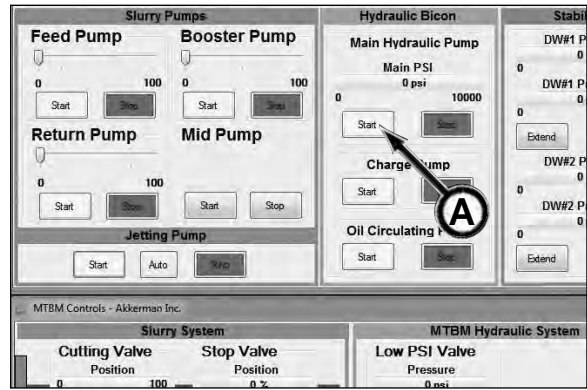 Slurry Pumps
Feed Pump Booster Pump
0 100 0 100
Start Stop Start Stop
Return Pump Mid Pump
0 100
Start Stop Start Stop
Jetting Pump
Start Auto Stop
Hydraulic Bicon
Main Hydraulic Pump
Main PSI
0 psi
0 10000
Start Stop
Charge Pump
Start
A
Oil Circulating
Start Stop
Stabil
DW#1 P
0
0
DW#1 P
0
0
Extend
DW#2 P
0
0
DW#2 P
0
0
Extend
MTBM Controls - Akkerman Inc.
Slurry System MTBM Hydraulic System
Cutting Valve Stop Valve Low PSI Valve
Position Position Pressure
0 100 0 % 0 psi